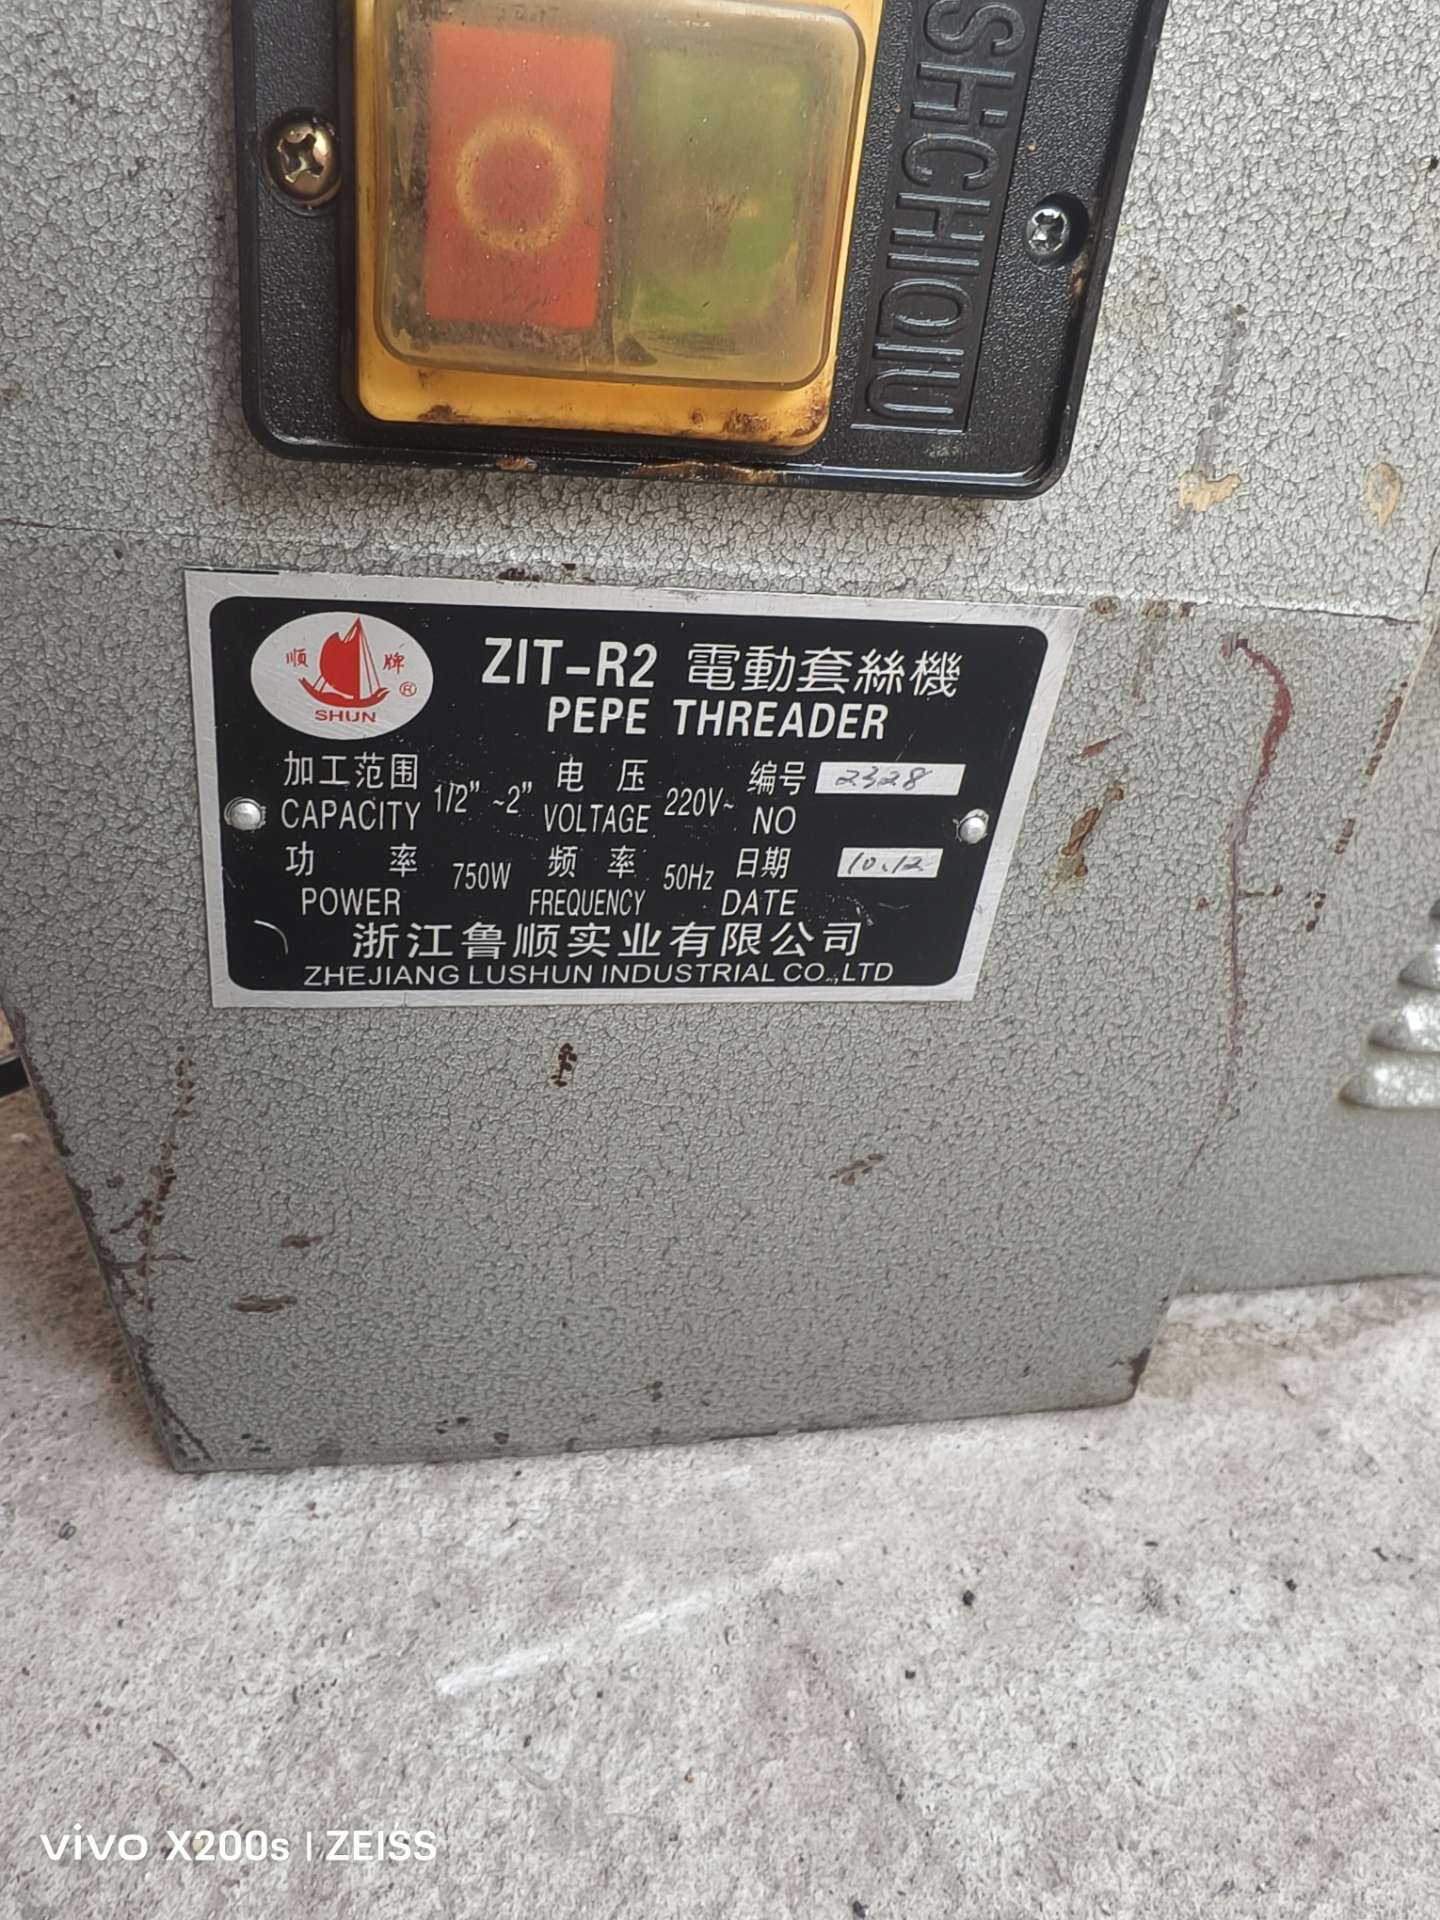 SHCHIQIU
顺 牌 ®
SHUN
ZIT-R2 電動套絲機
PEPE THREADER
加工范围 1/2" ~2" 电 压 220V~ 编号 2328
CAPACITY VOLTAGE NO
功 率 750W 频 率 50Hz 日期 10.12
POWER FREQUENCY DATE
浙江鲁顺实业有限公司
ZHEJIANG LUSHUN INDUSTRIAL CO.,LTD
vivo X200s | ZEISS